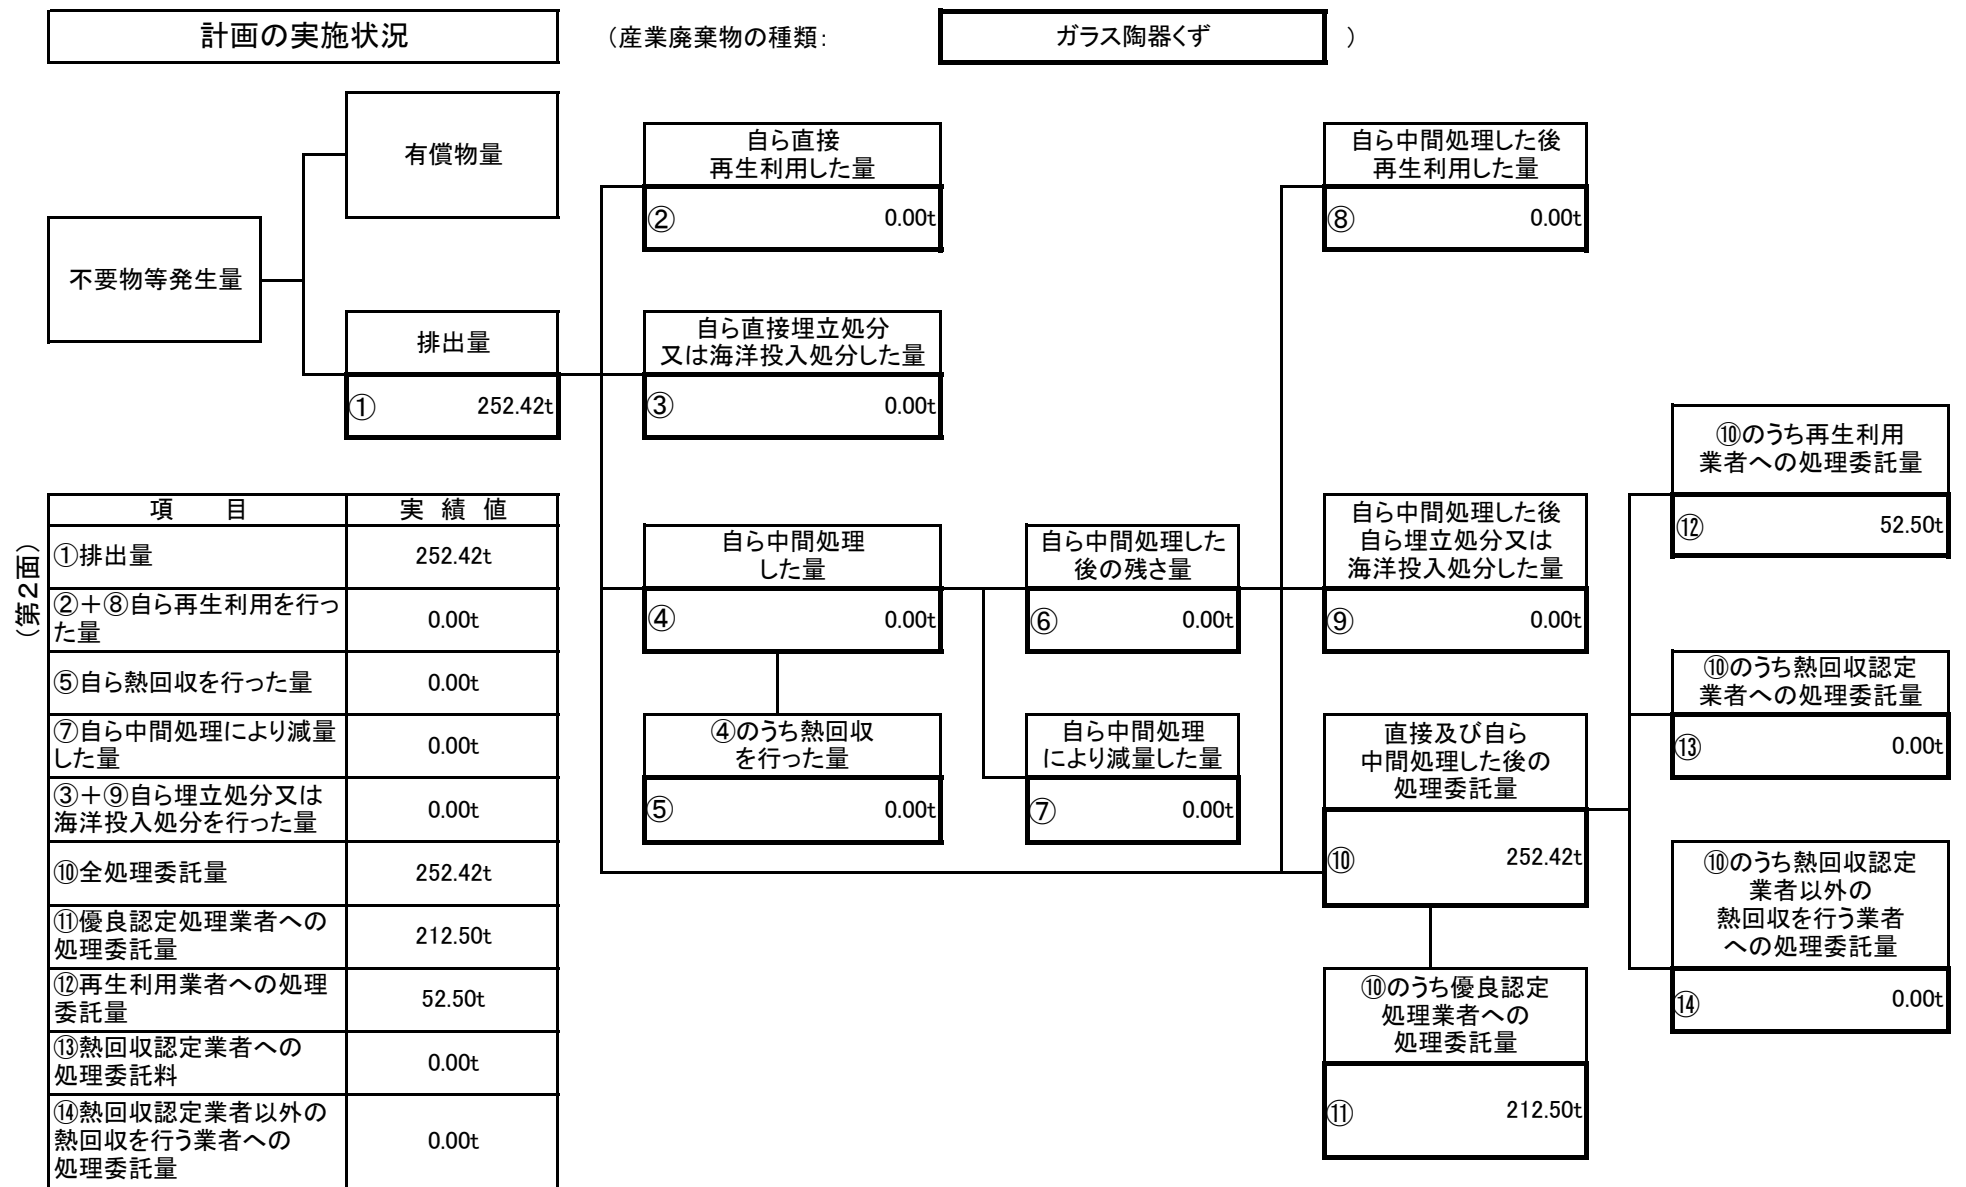 計画の実施状況
（産業廃棄物の種類：
ガラス陶器くず
）
有償物量
不要物等発生量
排出量
① 252.42t
自ら直接
再生利用した量
② 0.00t
自ら直接埋立処分
又は海洋投入処分した量
③ 0.00t
自ら中間処理
した量
④ 0.00t
④のうち熱回収
を行った量
⑤ 0.00t
自ら中間処理した
後の残さ量
⑥ 0.00t
自ら中間処理
により減量した量
⑦ 0.00t
自ら中間処理した後
再生利用した量
⑧ 0.00t
自ら中間処理した後
自ら埋立処分又は
海洋投入処分した量
⑨ 0.00t
直接及び自ら
中間処理した後の
処理委託量
⑩ 252.42t
⑩のうち優良認定
処理業者への
処理委託量
⑪ 212.50t
⑩のうち再生利用
業者への処理委託量
⑫ 52.50t
⑩のうち熱回収認定
業者への処理委託量
⑬ 0.00t
⑩のうち熱回収認定
業者以外の
熱回収を行う業者
への処理委託量
⑭ 0.00t
（第２面）
項　目 実績値
①排出量 252.42t
②＋⑧自ら再生利用を行っ
た量 0.00t
⑤自ら熱回収を行った量 0.00t
⑦自ら中間処理により減量
した量 0.00t
③＋⑨自ら埋立処分又は
海洋投入処分を行った量 0.00t
⑩全処理委託量 252.42t
⑪優良認定処理業者への
処理委託量 212.50t
⑫再生利用業者への処理
委託量 52.50t
⑬熱回収認定業者への
処理委託料 0.00t
⑭熱回収認定業者以外の
熱回収を行う業者への
処理委託量 0.00t